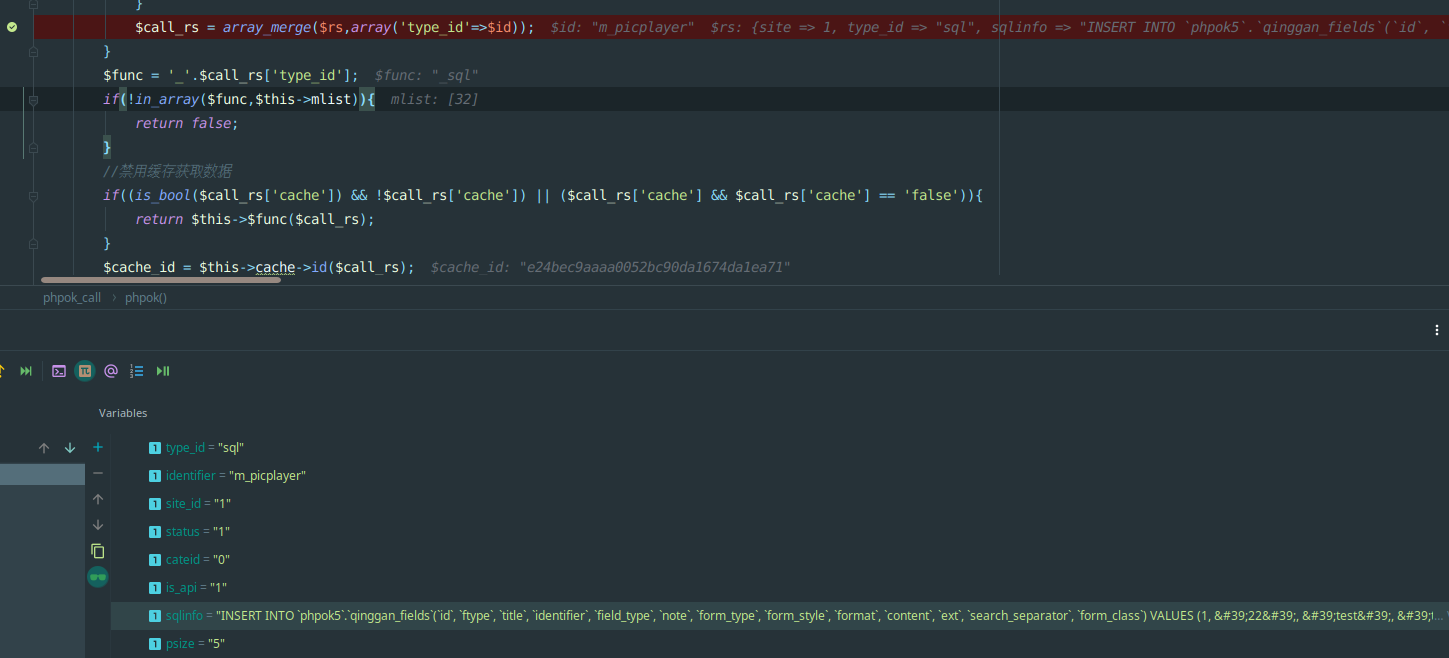 }
$call_rs = array_merge($rs,array('type_id'=>$id)); $id: "m_picplayer" $rs: {site => 1, type_id => "sql", sqlinfo => "INSERT INTO `phpok5`.`qinggan_fields`(`id`, `
}
$func = '_'.$call_rs['type_id']; $func: "_sql"
if(!in_array($func,$this->mlist)){ mlist: [32]
return false;
}
//禁用缓存获取数据
if((is_bool($call_rs['cache']) && !$call_rs['cache']) || ($call_rs['cache'] && $call_rs['cache'] == 'false')){
return $this->$func($call_rs);
}
$cache_id = $this->cache->id($call_rs); $cache_id: "e24bec9aaaa0052bc90da1674da1ea71"
phpok_call › phpok()
Variables
type_id = "sql"
identifier = "m_picplayer"
site_id = "1"
status = "1"
cateid = "0"
is_api = "1"
sqlinfo = "INSERT INTO `phpok5`.`qinggan_fields`(`id`, `ftype`, `title`, `identifier`, `field_type`, `note`, `form_type`, `form_style`, `format`, `content`, `ext`, `search_separator`, `form_class`) VALUES (1, &#39;22&#39;, &#39;test&#39;, &#39;t...
psize = "5"